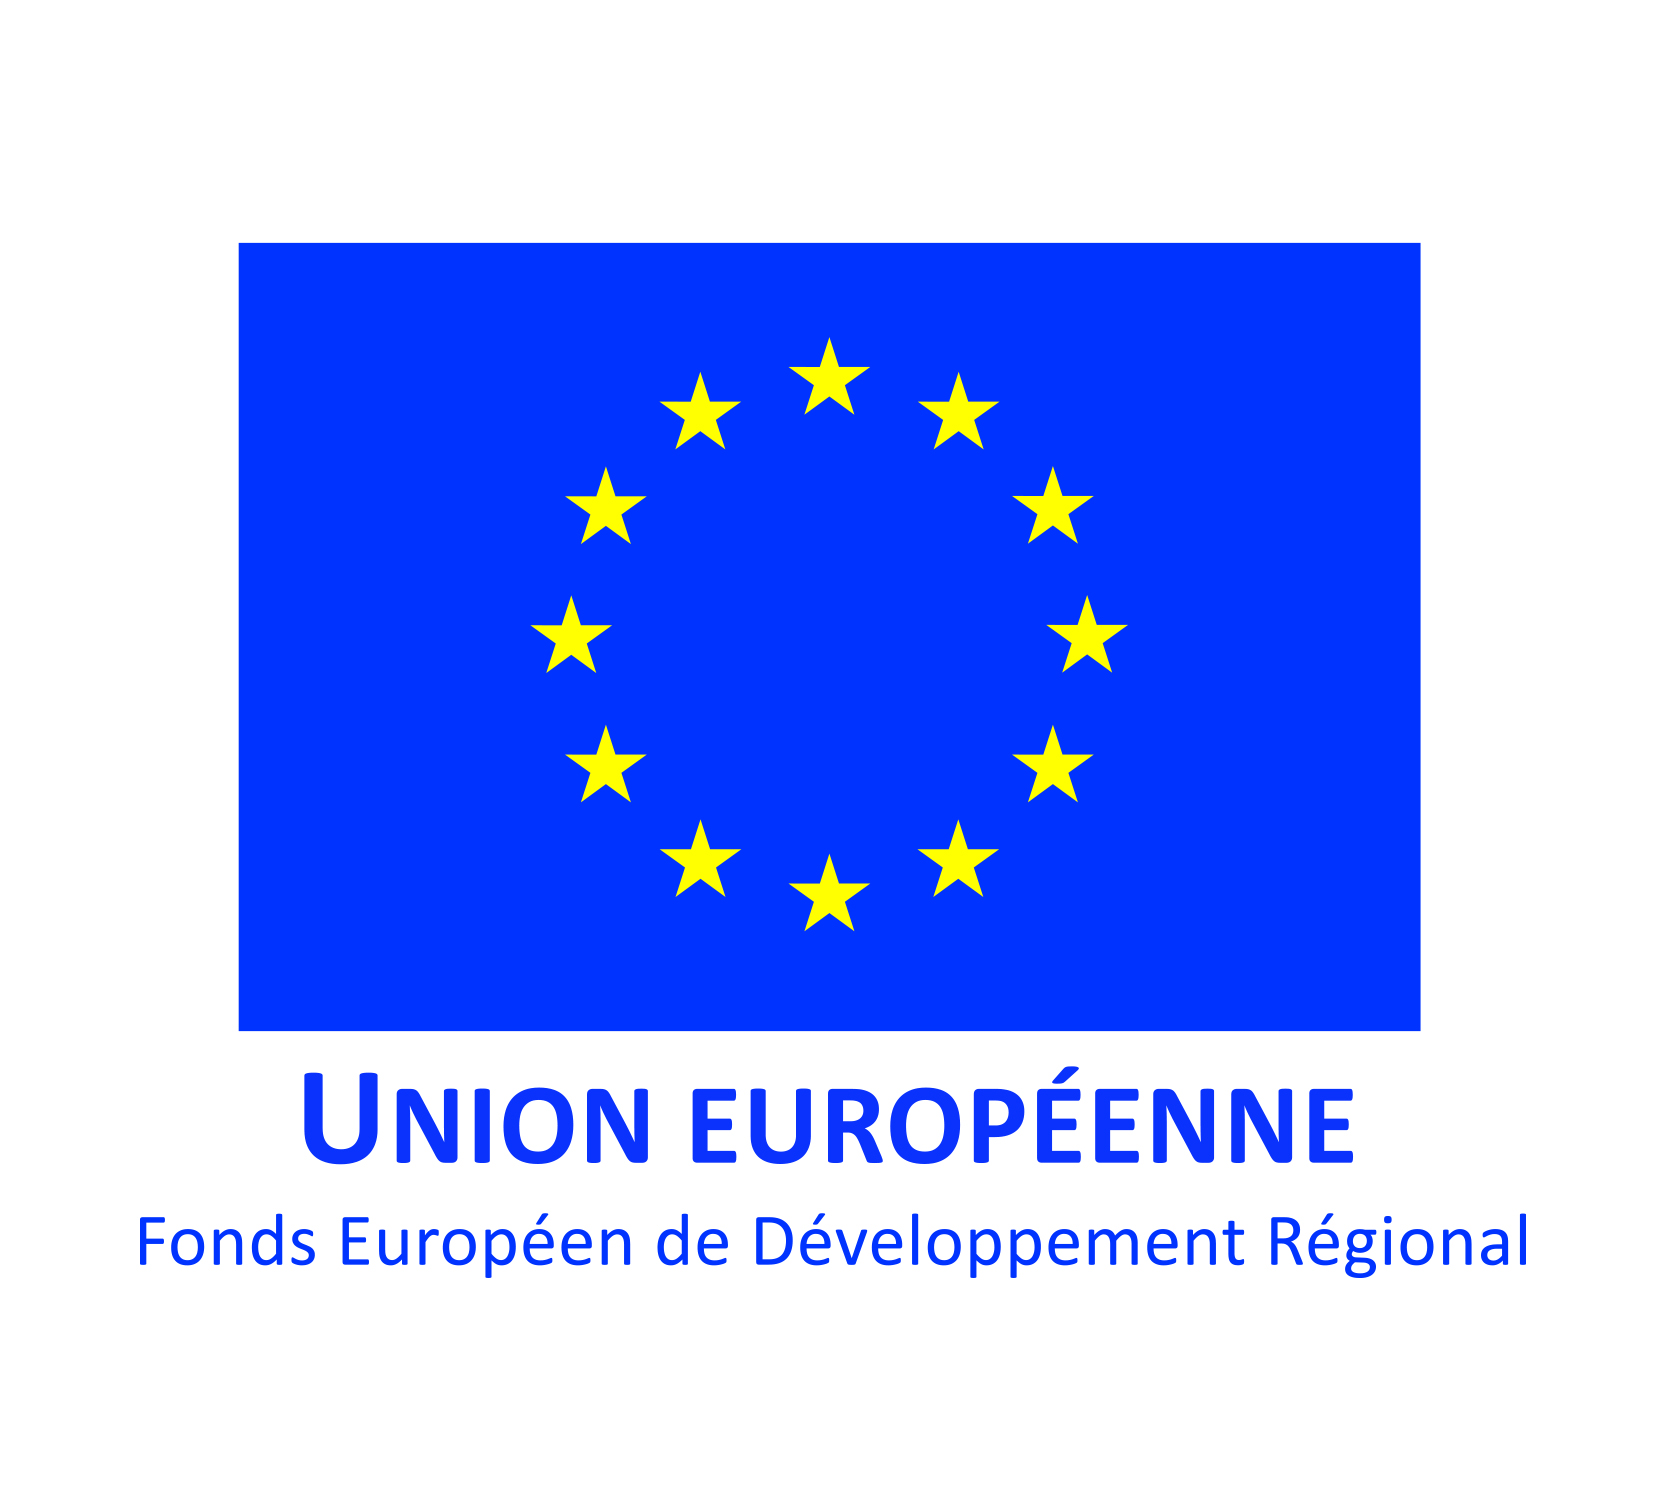 UNION EUROPÉENNE
Fonds Européen de Développement Régional